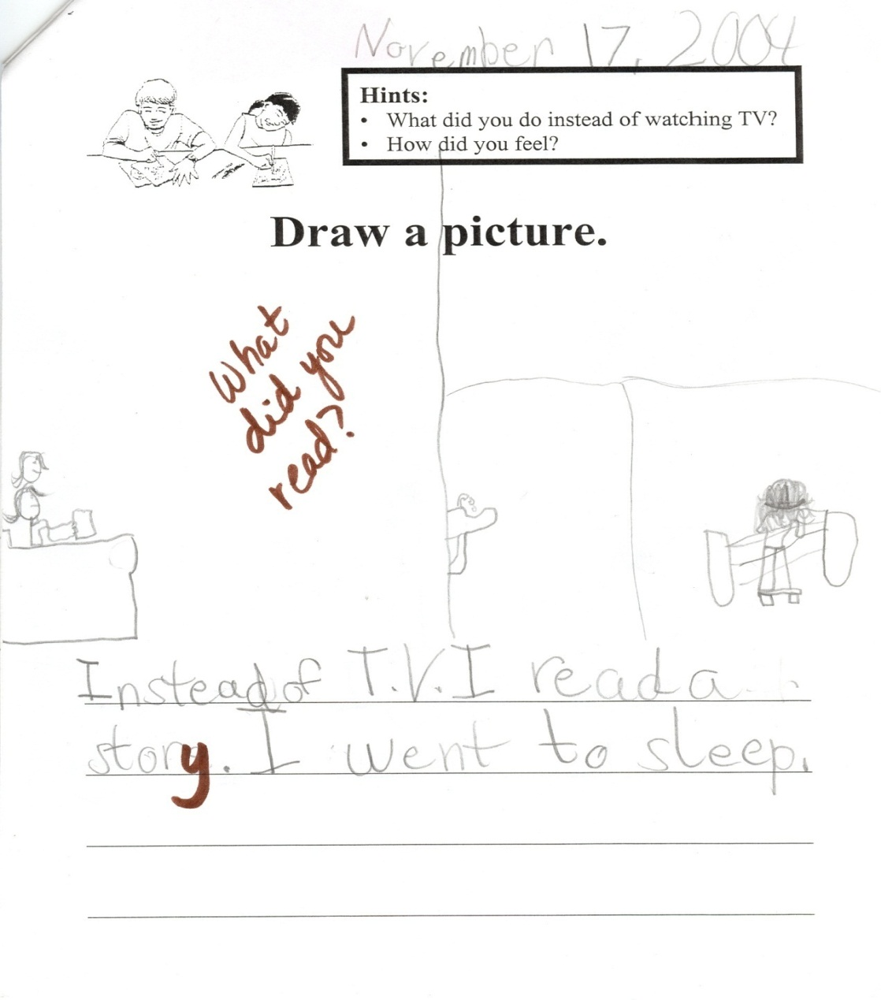 November 17, 2004
Hints:
• What did you do instead of watching TV?
• How did you feel?
Draw a picture.
What
did you
read?
Instead of T.V. I read a
story. I went to sleep.